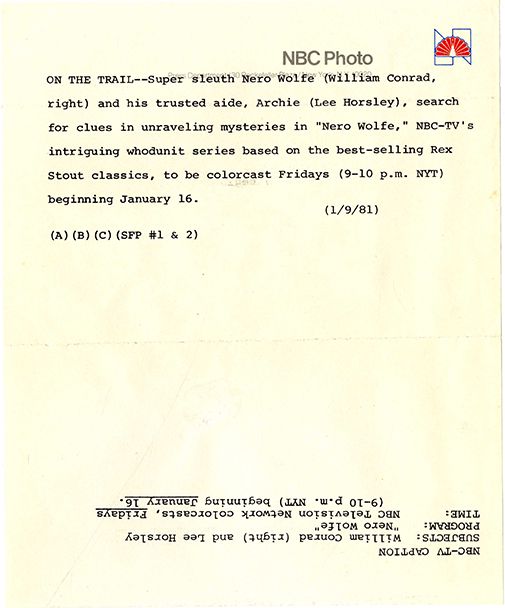 NBC Photo
ON THE TRAIL--Super sleuth Nero Wolfe (William Conrad,
right) and his trusted aide, Archie (Lee Horsley), search
for clues in unraveling mysteries in "Nero Wolfe," NBC-TV's
intriguing whodunit series based on the best-selling Rex
Stout classics, to be colorcast Fridays (9-10 p.m. NYT)
beginning January 16.
(1/9/81)
(A)(B)(C)(SFP #1 & 2)
NBC-TV CAPTION
SUBJECTS: William Conrad (right) and Lee Horsley
PROGRAM: "Nero Wolfe"
TIME: NBC Television Network colorcasts, Fridays
(9-10 p.m. NYT) beginning January 16.